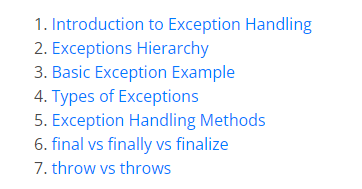 1. Introduction to Exception Handling
2. Exceptions Hierarchy
3. Basic Exception Example
4. Types of Exceptions
5. Exception Handling Methods
6. final vs finally vs finalize
7. throw vs throws